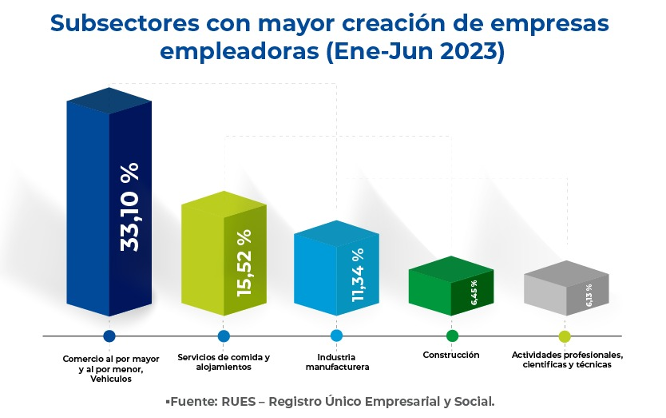 Subsectores con mayor creación de empresas
empleadoras (Ene-Jun 2023)
33,10 %
15,52 %
11,34 %
6,45 %
6,13 %
Comercio al por mayor
y al por menor,
Vehiculos
Servicios de comida y
alojamientos
Industria
manufacturera
Construcción
Actividades profesionales,
científicas y técnicas
▪Fuente: RUES – Registro Único Empresarial y Social.